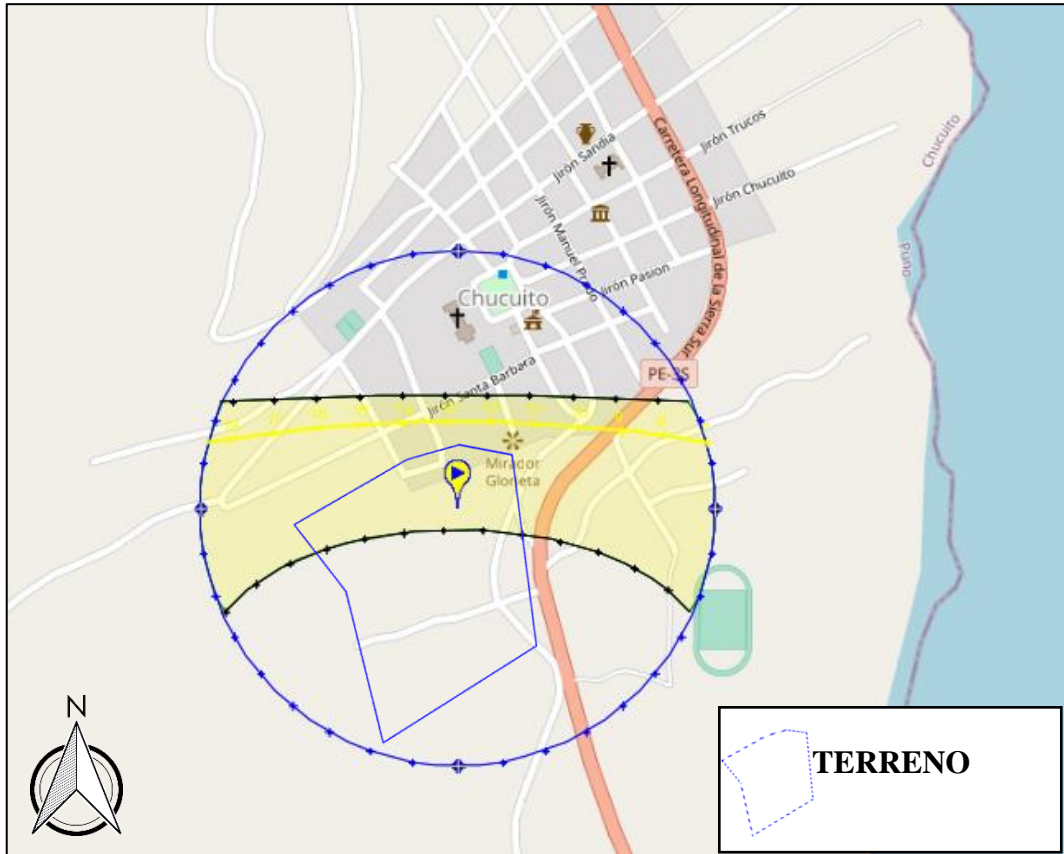 Chucuito
Carretera Longitudinal de la Sierra Sur
Jirón Trucos
Jirón Sandia
Jirón Chucuito
Jirón Manuel Prado
Puno
Jirón Pasion
Chucuito
PE-3S
Jirón Santa Barbara
Mirador
Glorieta
N
TERRENO